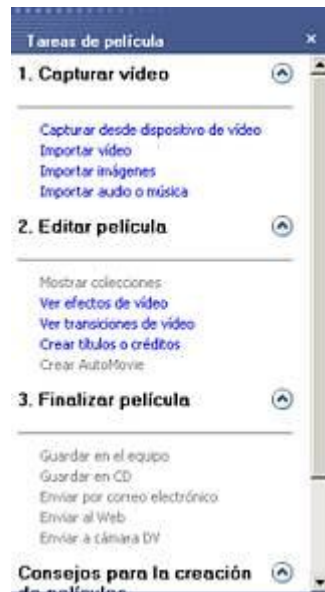 Tareas de película
1. Capturar vídeo
Capturar desde dispositivo de vídeo
Importar vídeo
Importar imágenes
Importar audio o música
2. Editar película
Mostrar colecciones
Ver efectos de vídeo
Ver transiciones de vídeo
Crear títulos o créditos
Crear AutoMovie
3. Finalizar película
Guardar en el equipo
Guardar en CD
Enviar por correo electrónico
Enviar al Web
Enviar a cámara DV
Consejos para la creación
de películas